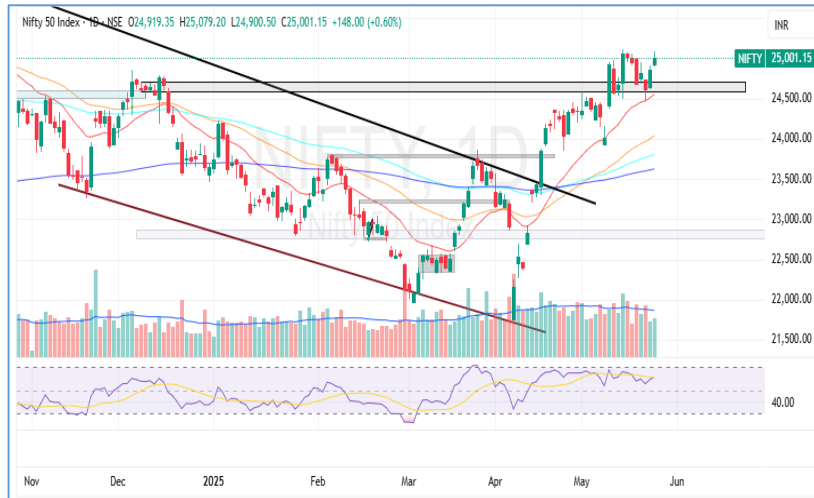 Nifty 50 Index · 1D · NSE O24,919.35 H25,079.20 L24,900.50 C25,001.15 +148.00 (+0.60%)
INR
NIFTY 25,001.15
24,500.00
24,000.00
NIFTY, 1D
23,500.00
Nifty 50 Index
23,000.00
22,500.00
22,000.00
21,500.00
40.00
Nov Dec 2025 Feb Mar Apr May Jun